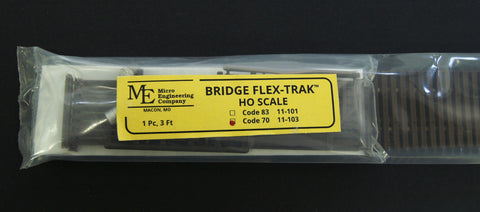 ME Micro
Engineering
Company
MACON, MO
1 Pc, 3 Ft
BRIDGE FLEX-TRAK™
HO SCALE
Code 83 11-101
Code 70 11-103